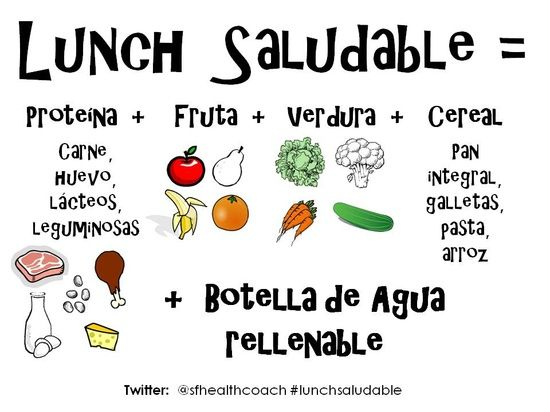 Lunch Saludable =
Proteína + Fruta + Verdura + Cereal
Carne,
Huevo,
Lácteos,
Leguminosas
Pan
integral,
galletas,
pasta,
arroz
+ Botella de Agua
rellenable
Twitter: @sfhealthcoach #lunchsaludable